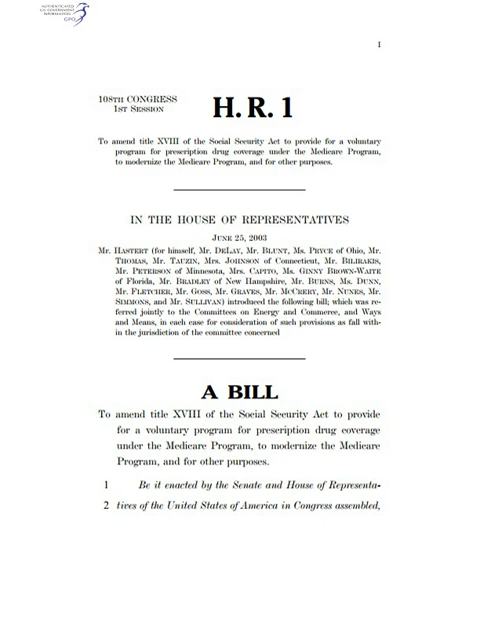 AUTHENTICATED
U.S. GOVERNMENT
INFORMATION
GPO
I
108TH CONGRESS
1ST SESSION
H. R. 1
To amend title XVIII of the Social Security Act to provide for a voluntary
program for prescription drug coverage under the Medicare Program,
to modernize the Medicare Program, and for other purposes.
IN THE HOUSE OF REPRESENTATIVES
JUNE 25, 2003
Mr. HASTERT (for himself, Mr. DELAY, Mr. BLUNT, Ms. PRYCE of Ohio, Mr.
THOMAS, Mr. TAUZIN, Mrs. JOHNSON of Connecticut, Mr. BILIRAKIS,
Mr. PETERSON of Minnesota, Mrs. CAPITO, Ms. GINNY BROWN-WAITE
of Florida, Mr. BRADLEY of New Hampshire, Mr. BURNS, Ms. DUNN,
Mr. FLETCHER, Mr. GOSS, Mr. GRAVES, Mr. MCCRERY, Mr. NUNES, Mr.
SIMMONS, and Mr. SULLIVAN) introduced the following bill; which was re-
ferred jointly to the Committees on Energy and Commerce, and Ways
and Means, in each case for consideration of such provisions as fall with-
in the jurisdiction of the committee concerned
A BILL
To amend title XVIII of the Social Security Act to provide
for a voluntary program for prescription drug coverage
under the Medicare Program, to modernize the Medicare
Program, and for other purposes.
1 Be it enacted by the Senate and House of Representa-
2 tives of the United States of America in Congress assembled,